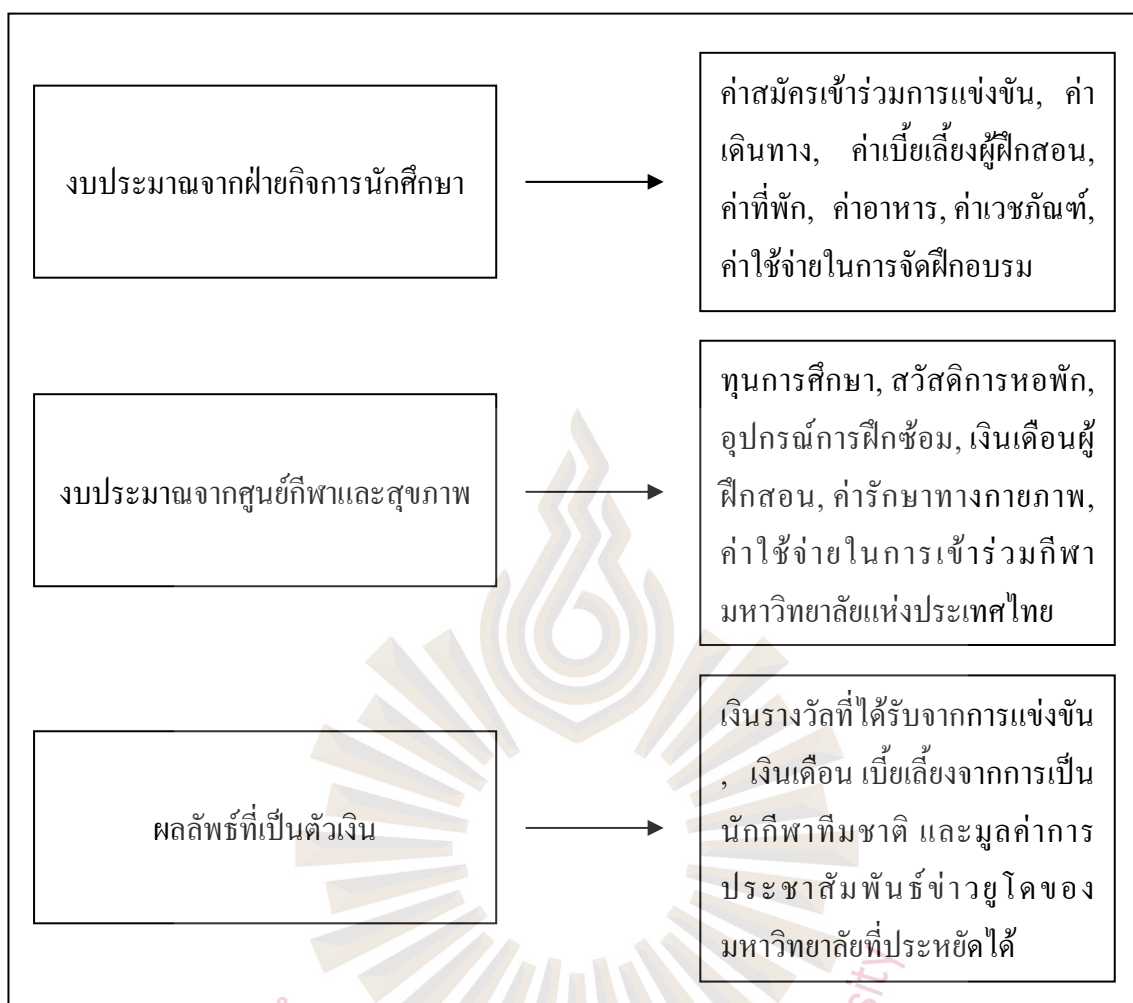 งบประมาณจากฝ่ายกิจการนักศึกษา
ค่าสมัครเข้าร่วมการแข่งขัน, ค่า
เดินทาง, ค่าเบี้ยเลี้ยงผู้ฝึกสอน,
ค่าที่พัก, ค่าอาหาร, ค่าเวชภัณฑ์,
ค่าใช้จ่ายในการจัดฝึกอบรม
งบประมาณจากศูนย์กีฬาและสุขภาพ
ทุนการศึกษา, สวัสดิการหอพัก,
อุปกรณ์การฝึกซ้อม, เงินเดือนผู้
ฝึกสอน, ค่ารักษาทางกายภาพ,
ค่าใช้จ่ายในการเข้าร่วมกีฬา
มหาวิทยาลัยแห่งประเทศไทย
ผลลัพธ์ที่เป็นตัวเงิน
เงินรางวัลที่ได้รับจากการแข่งขัน
, เงินเดือน เบี้ยเลี้ยงจากการเป็น
นักกีฬาทีมชาติ และมูลค่าการ
ประชาสัมพันธ์ข่าวยูโดของ
มหาวิทยาลัยที่ประหยัดได้